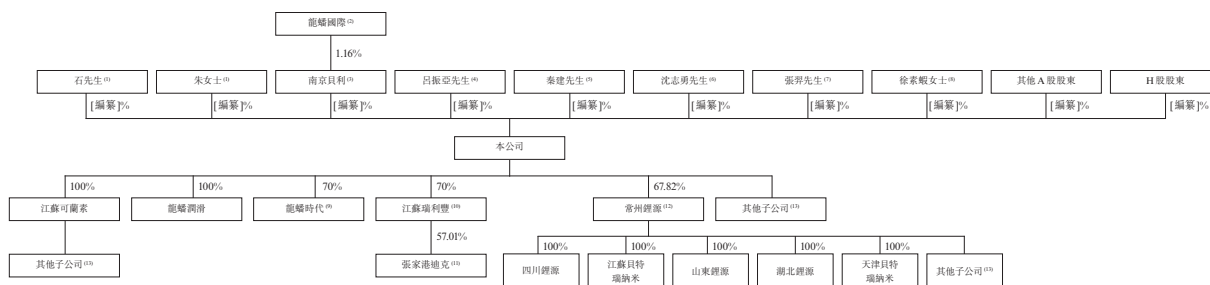 龍蟠國際 (2)
1.16%
石先生 (1)
朱女士 (1)
南京貝利 (3)
呂振亞先生 (4)
秦建先生 (5)
沈志勇先生 (6)
張羿先生 (7)
徐素蝦女士 (8)
其他 A 股股東
H 股股東
[編纂]%
[編纂]%
[編纂]%
[編纂]%
[編纂]%
[編纂]%
[編纂]%
[編纂]%
[編纂]%
[編纂]%
本公司
100%
100%
70%
70%
67.82%
江蘇可蘭素
龍蟠潤滑
龍蟠時代 (9)
江蘇瑞利豐 (10)
常州鋰源 (12)
其他子公司 (13)
57.01%
100%
100%
100%
100%
100%
其他子公司 (13)
張家港迪克 (11)
四川鋰源
江蘇貝特
瑞納米
山東鋰源
湖北鋰源
天津貝特
瑞納米
其他子公司 (13)